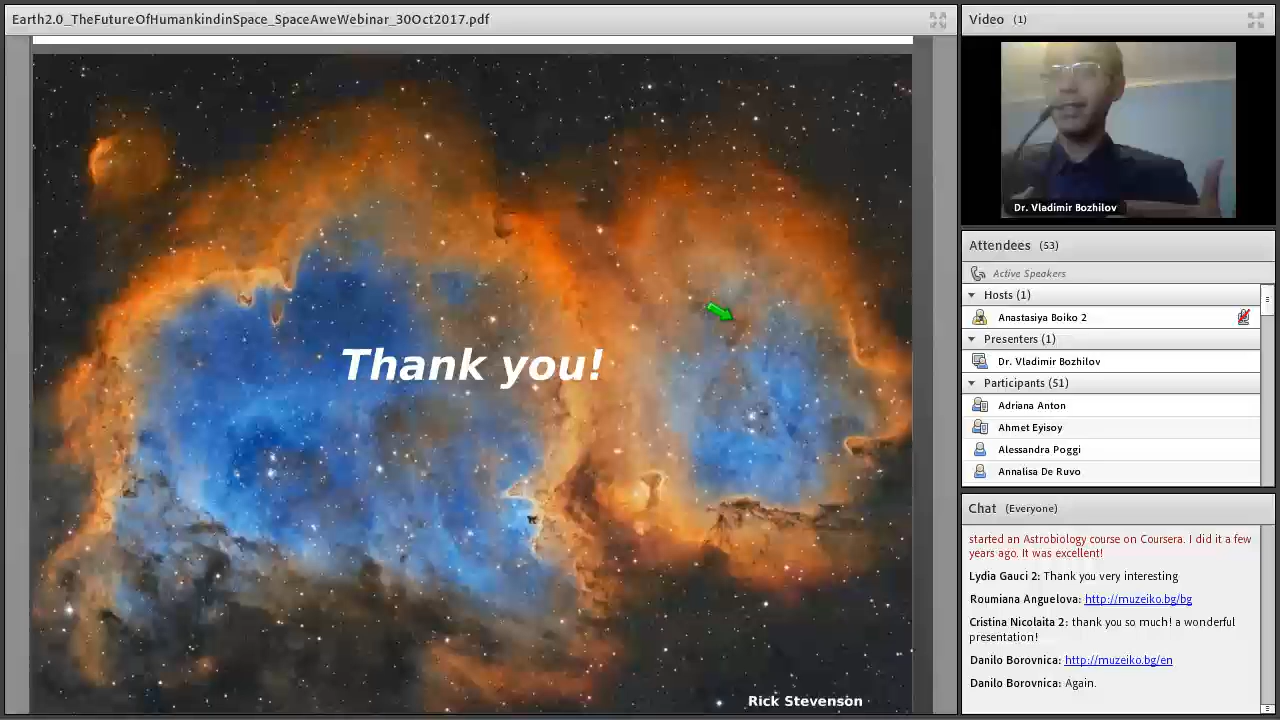 Earth2.0_TheFutureOfHumankindinSpace_SpaceAweWebinar_30Oct2017.pdf
Thank you!
Rick Stevenson
Video (1)
Dr. Vladimir Bozhilov
Attendees (53)
Active Speakers
Hosts (1)
Anastasiya Boiko 2
Presenters (1)
Dr. Vladimir Bozhilov
Participants (51)
Adriana Anton
Ahmet Eyisoy
Alessandra Poggi
Annalisa De Ruvo
Chat (Everyone)
started an Astrobiology course on Coursera. I did it a few
years ago. It was excellent!
Lydia Gauci 2: Thank you very interesting
Roumiana Anguelova: http://muzeiko.bg/bg
Cristina Nicolaita 2: thank you so much! a wonderful
presentation!
Danilo Borovnica: http://muzeiko.bg/en
Danilo Borovnica: Again.